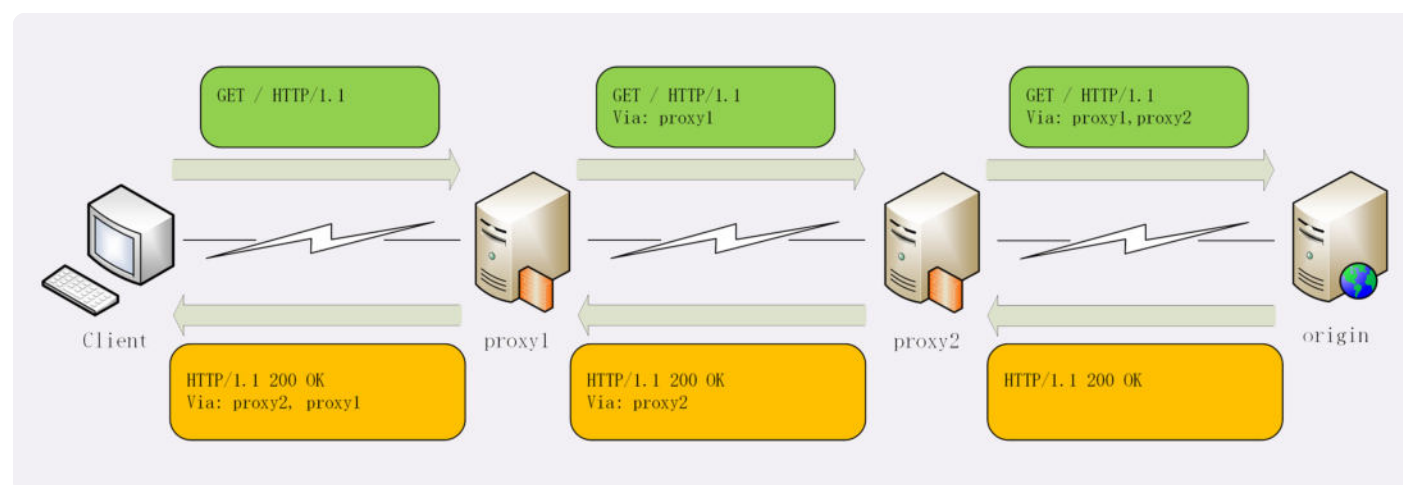 GET / HTTP/1.1
GET / HTTP/1.1
Via: proxy1
GET / HTTP/1.1
Via: proxy1,proxy2
Client
proxy1
proxy2
origin
HTTP/1.1 200 OK
Via: proxy2, proxy1
HTTP/1.1 200 OK
Via: proxy2
HTTP/1.1 200 OK